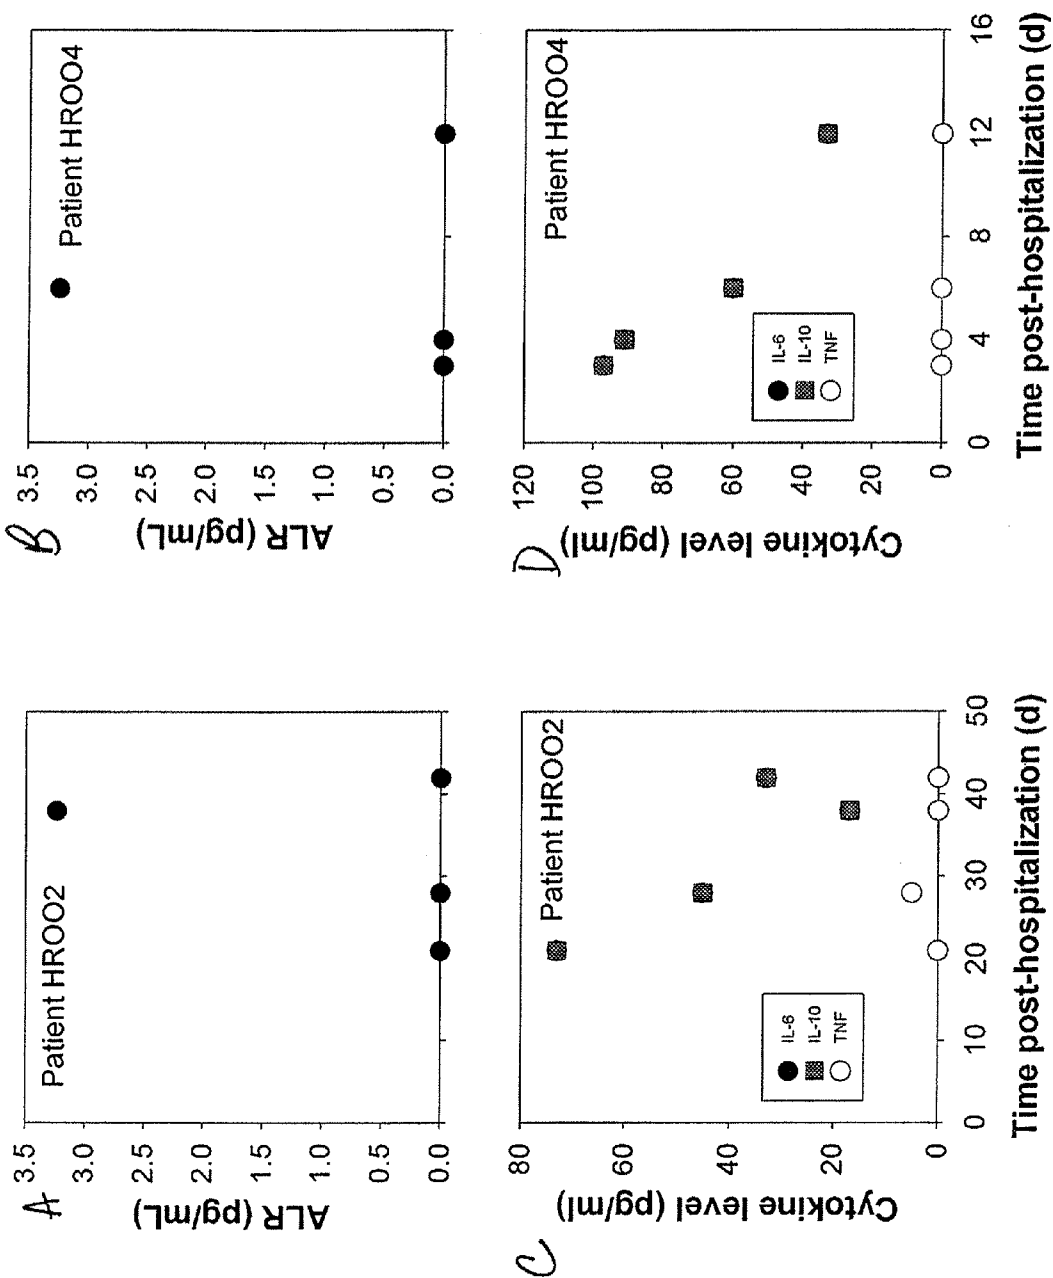 A
3.5
3.0
2.5
2.0
1.5
1.0
0.5
0.0
ALR (pg/mL)
Patient HROO2
B
3.5
3.0
2.5
2.0
1.5
1.0
0.5
0.0
ALR (pg/mL)
Patient HROO4
C
80
60
40
20
0
Cytokine level (pg/ml)
Patient HROO2
IL-6
IL-10
TNF
0 10 20 30 40 50
Time post-hospitalization (d)
D
120
100
80
60
40
20
0
Cytokine level (pg/ml)
Patient HROO4
IL-6
IL-10
TNF
0 4 8 12 16
Time post-hospitalization (d)